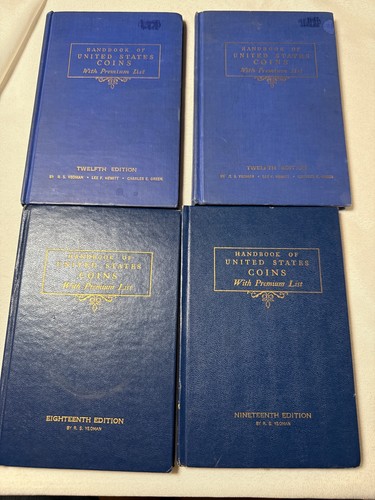 HANDBOOK OF
UNITED STATES
COINS
With Premium List
TWELFTH EDITION
BY R. S. YEOMAN • LEE F. HEWITT • CHARLES E. GREEN
HANDBOOK OF
UNITED STATES
COINS
With Premium List
TWELFTH EDITION
HANDBOOK OF
UNITED STATES
COINS
With Premium List
EIGHTEENTH EDITION
BY R. S. YEOMAN
HANDBOOK OF
UNITED STATES
COINS
With Premium List
NINETEENTH EDITION
BY R. S. YEOMAN